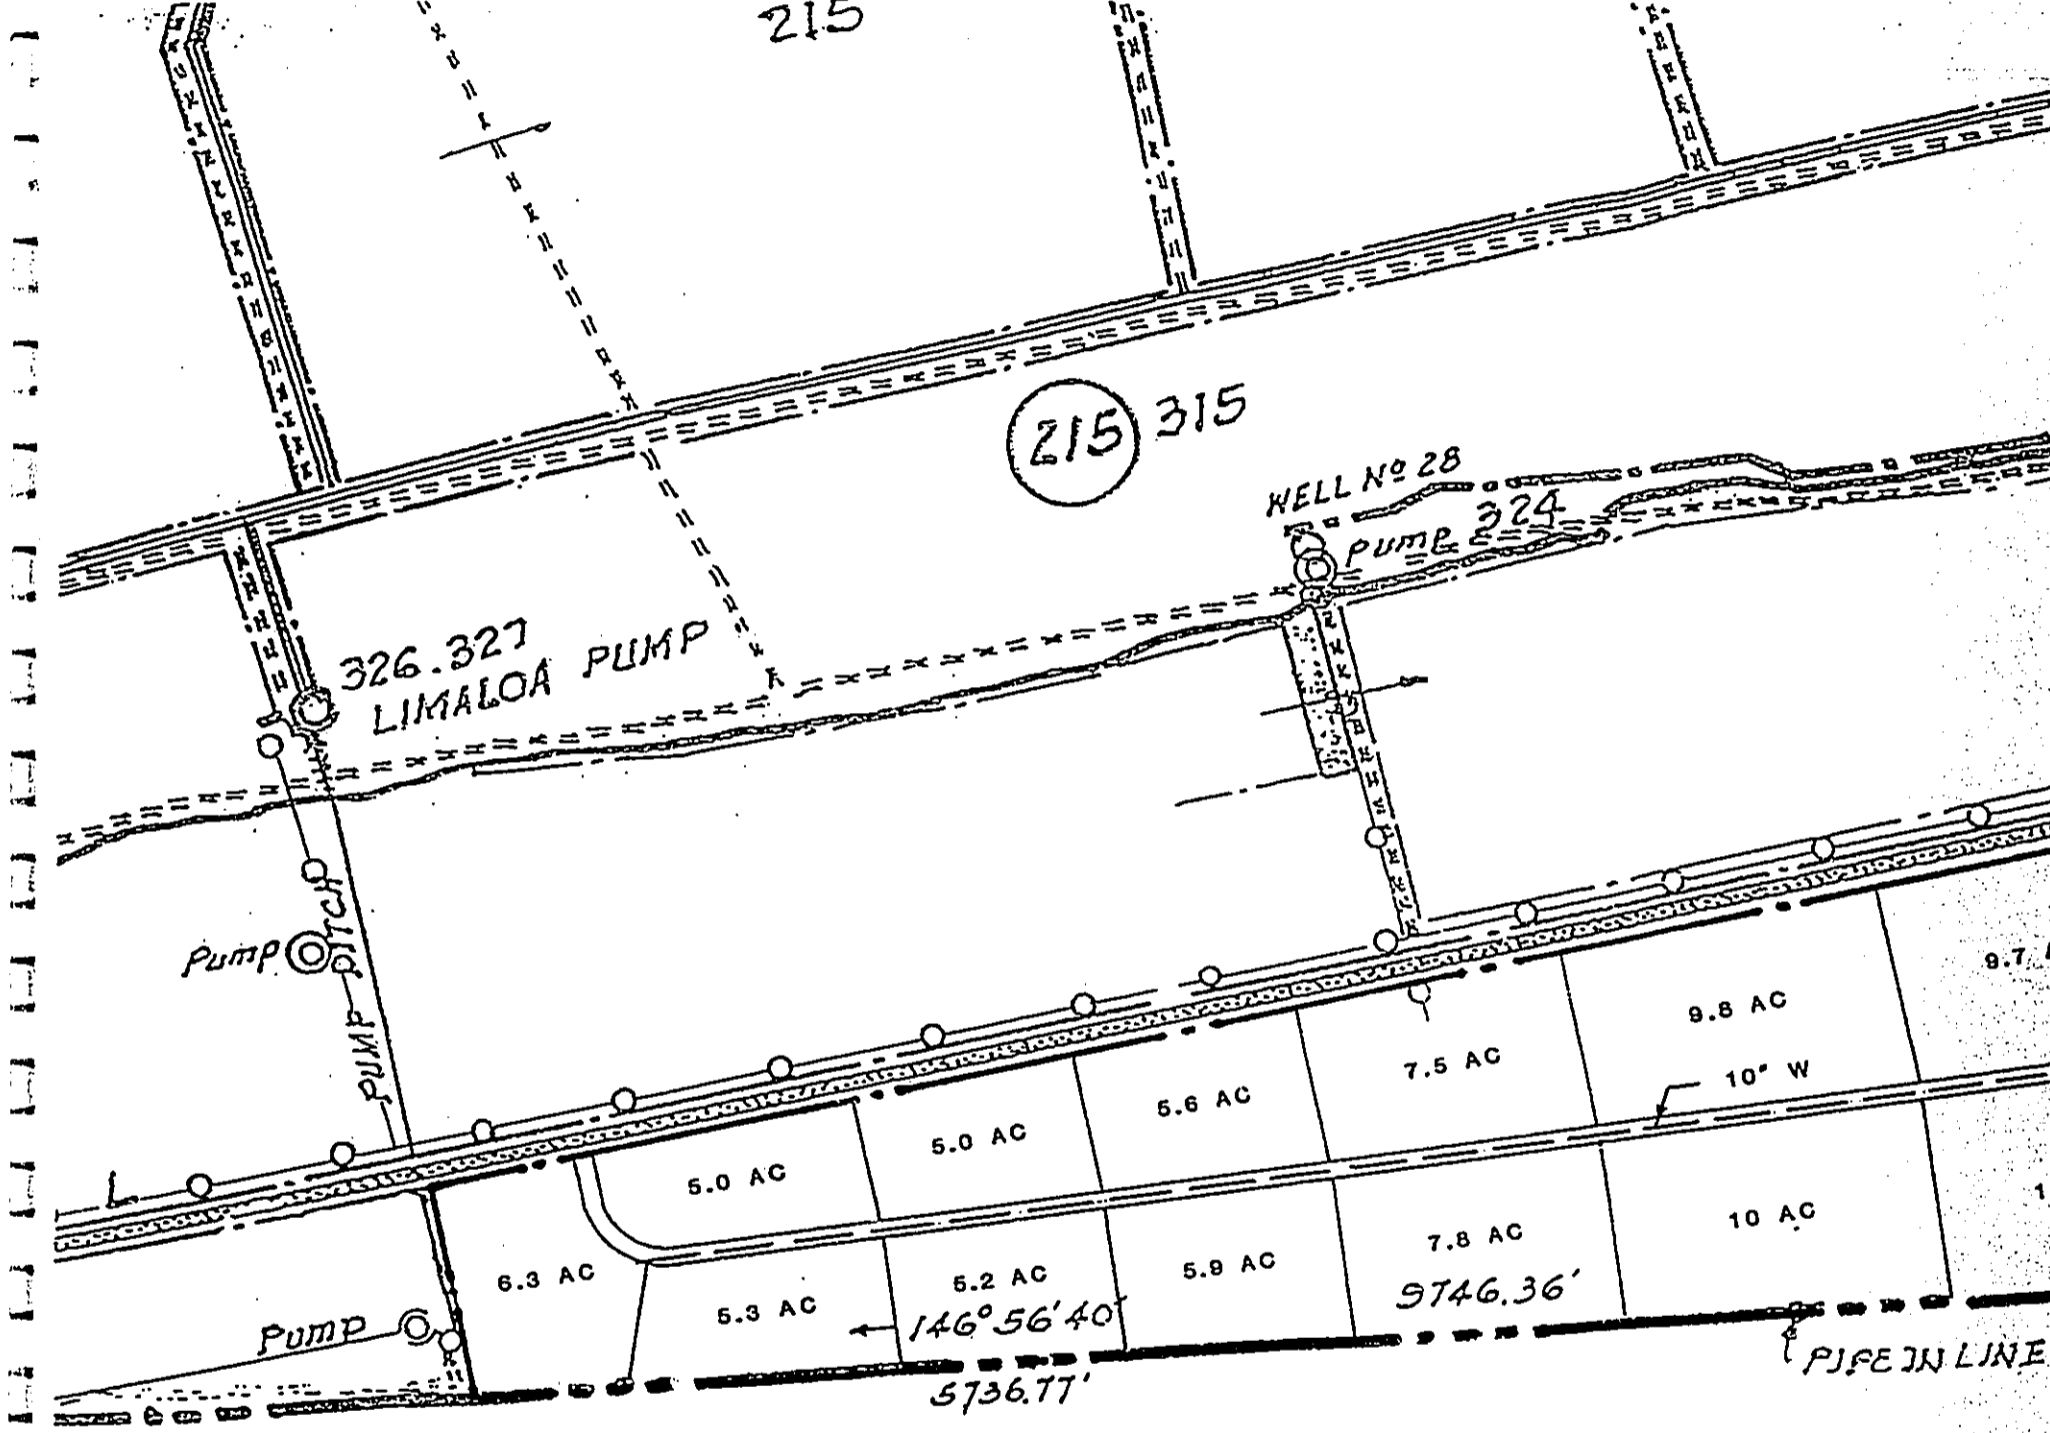 215
215 315
WELL Nº 28
324
PUMP
326.327
LIMALOA PUMP
PUMP
PUMP DITCH
9.7
9.8 AC
7.5 AC
10" W
5.6 AC
5.0 AC
5.0 AC
L
10 AC
7.8 AC
5.9 AC
5.2 AC
6.3 AC
5.3 AC
9746.36'
146° 56' 40"
PUMP
PIPE IN LINE
5736.77'